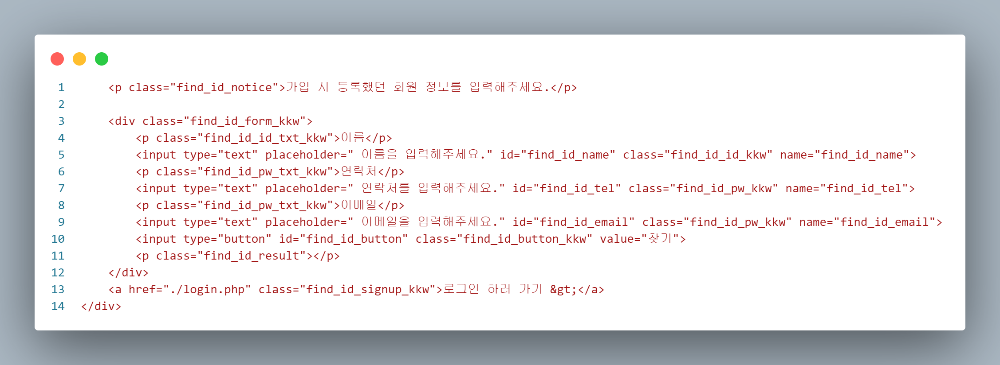 1 <p class="find_id_notice">가입 시 등록했던 회원 정보를 입력해주세요.</p>
2
3 <div class="find_id_form_kkw">
4 <p class="find_id_id_txt_kkw">이름</p>
5 <input type="text" placeholder=" 이름을 입력해주세요." id="find_id_name" class="find_id_id_kkw" name="find_id_name">
6 <p class="find_id_pw_txt_kkw">연락처</p>
7 <input type="text" placeholder=" 연락처를 입력해주세요." id="find_id_tel" class="find_id_pw_kkw" name="find_id_tel">
8 <p class="find_id_pw_txt_kkw">이메일</p>
9 <input type="text" placeholder=" 이메일을 입력해주세요." id="find_id_email" class="find_id_pw_kkw" name="find_id_email">
10 <input type="button" id="find_id_button" class="find_id_button_kkw" value="찾기">
11 <p class="find_id_result"></p>
12 </div>
13 <a href="./login.php" class="find_id_signup_kkw">로그인 하러 가기 &gt;</a>
14 </div>